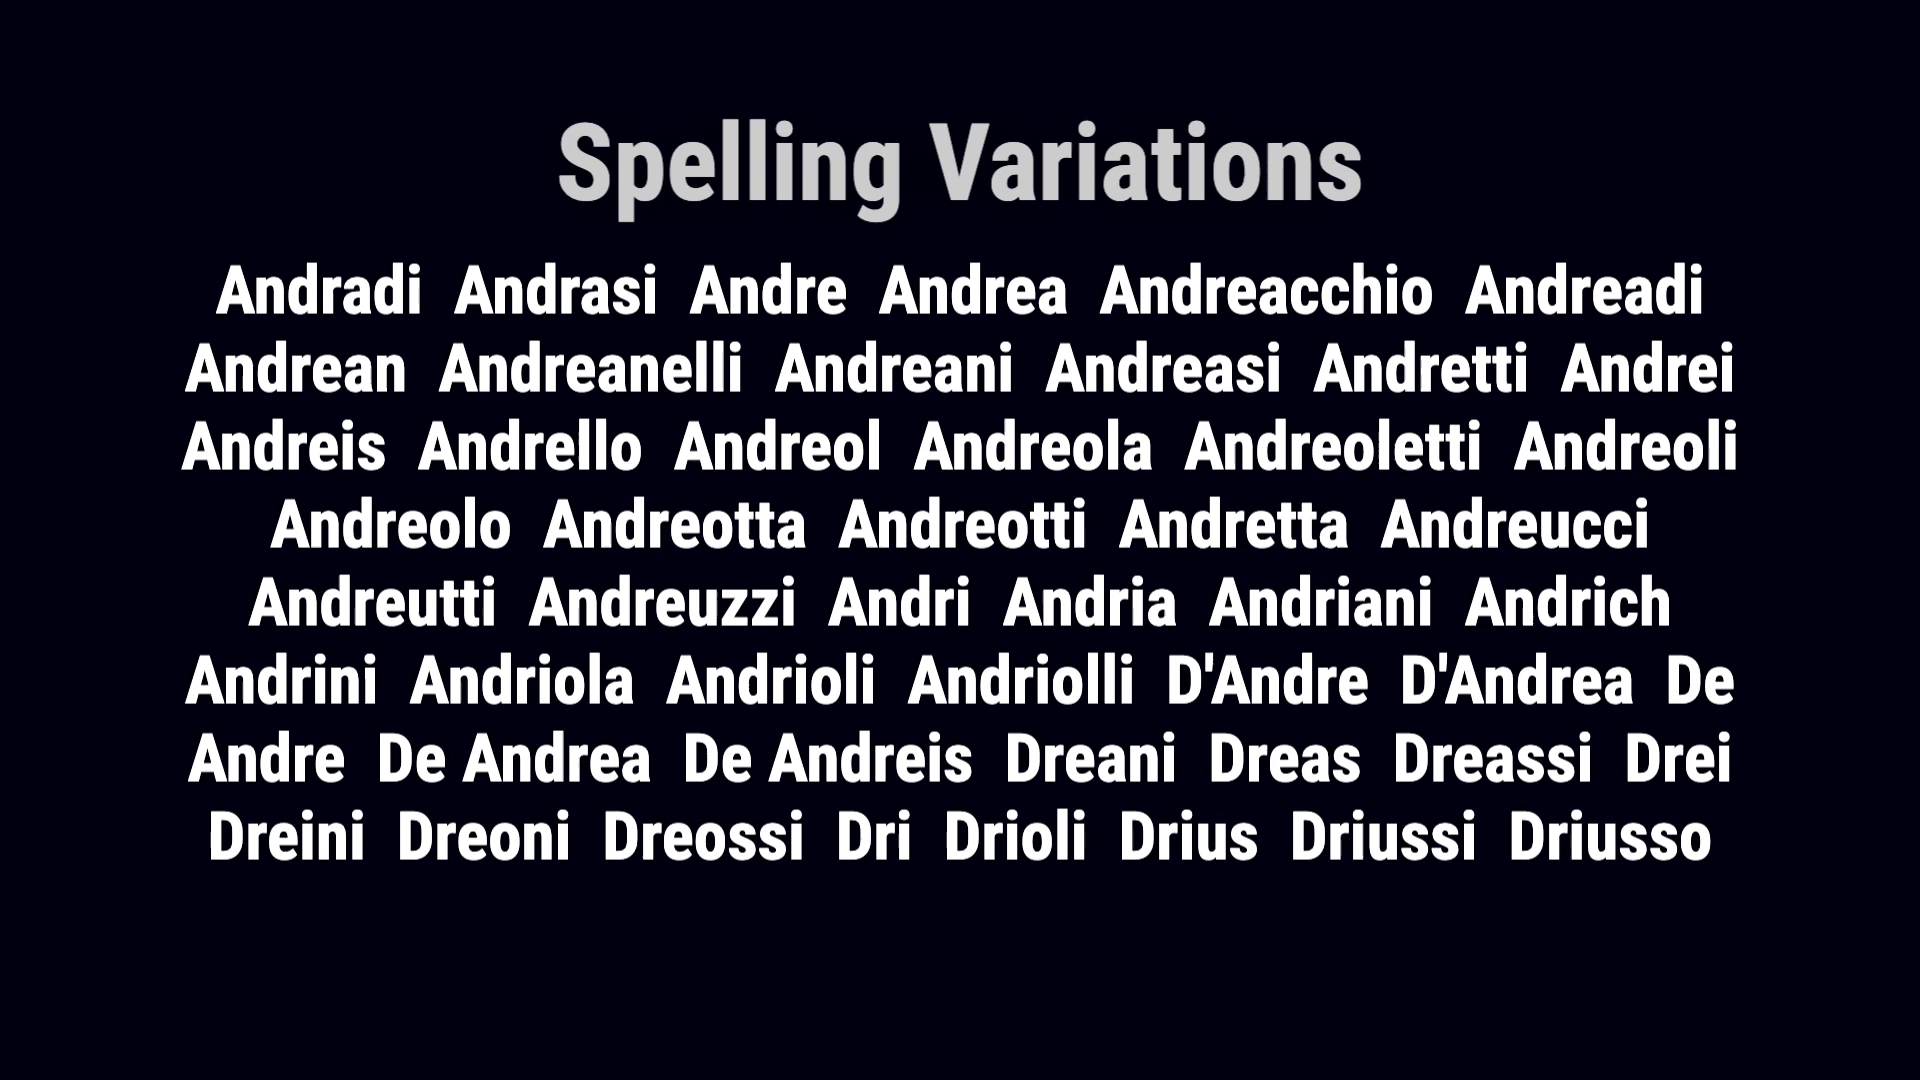 Spelling Variations
Andradi Andrasi Andre Andrea Andreacchio Andreadi
Andrean Andreanelli Andreani Andreasi Andretti Andrei
Andreis Andrello Andreol Andreola Andreoletti Andreoli
Andreolo Andreotta Andreotti Andretta Andreucci
Andreutti Andreuzzi Andri Andria Andriani Andrich
Andrini Andriola Andrioli Andriolli D'Andre D'Andrea De
Andre De Andrea De Andreis Dreani Dreas Dreassi Drei
Dreini Dreoni Dreossi Dri Drioli Drius Driussi Driusso